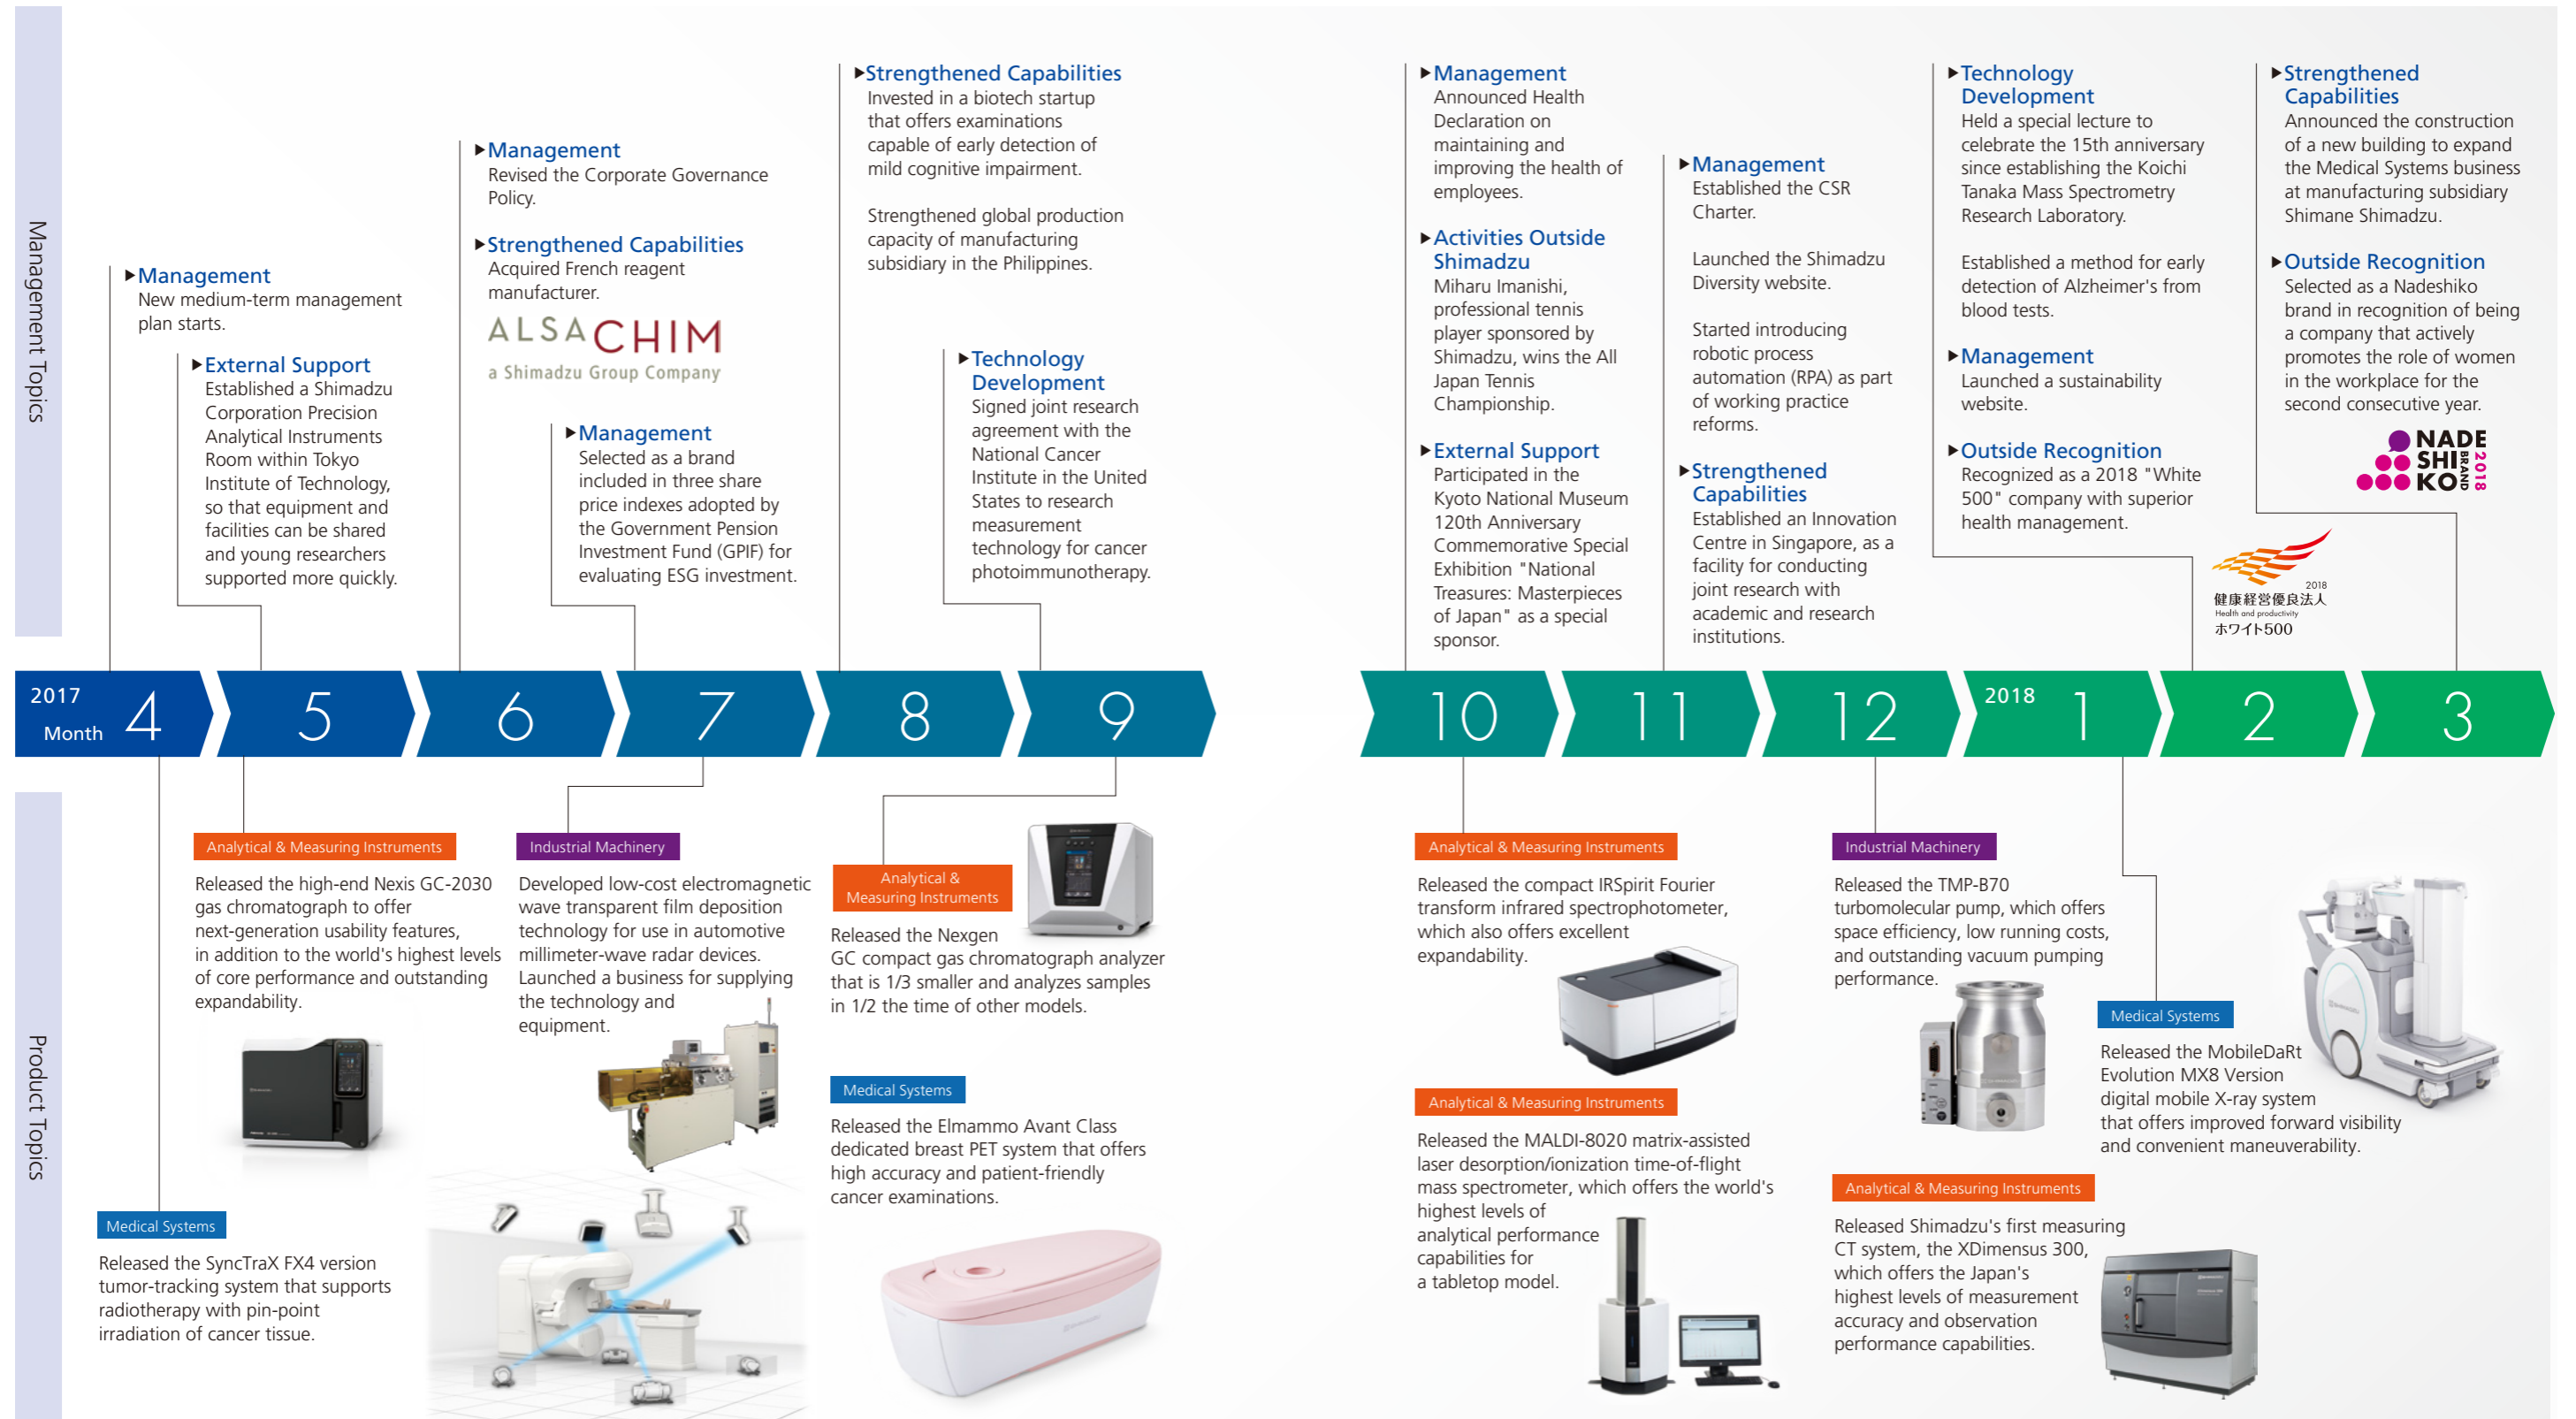 Management Topics
▶Management
New medium-term management
plan starts.
▶External Support
Established a Shimadzu
Corporation Precision
Analytical Instruments
Room within Tokyo
Institute of Technology,
so that equipment and
facilities can be shared
and young researchers
supported more quickly.
▶Management
Revised the Corporate Governance
Policy.
▶Strengthened Capabilities
Acquired French reagent
manufacturer.
ALSACHIM
a Shimadzu Group Company
▶Management
Selected as a brand
included in three share
price indexes adopted by
the Government Pension
Investment Fund (GPIF) for
evaluating ESG investment.
▶Strengthened Capabilities
Invested in a biotech startup
that offers examinations
capable of early detection of
mild cognitive impairment.
Strengthened global production
capacity of manufacturing
subsidiary in the Philippines.
▶Technology
Development
Signed joint research
agreement with the
National Cancer
Institute in the United
States to research
measurement
technology for cancer
photoimmunotherapy.
▶Management
Announced Health
Declaration on
maintaining and
improving the health of
employees.
▶Activities Outside
Shimadzu
Miharu Imanishi,
professional tennis
player sponsored by
Shimadzu, wins the All
Japan Tennis
Championship.
▶External Support
Participated in the
Kyoto National Museum
120th Anniversary
Commemorative Special
Exhibition "National
Treasures: Masterpieces
of Japan" as a special
sponsor.
▶Management
Established the CSR
Charter.
Launched the Shimadzu
Diversity website.
Started introducing
robotic process
automation (RPA) as part
of working practice
reforms.
▶Strengthened
Capabilities
Established an Innovation
Centre in Singapore, as a
facility for conducting
joint research with
academic and research
institutions.
▶Technology
Development
Held a special lecture to
celebrate the 15th anniversary
since establishing the Koichi
Tanaka Mass Spectrometry
Research Laboratory.
Established a method for early
detection of Alzheimer's from
blood tests.
▶Management
Launched a sustainability
website.
▶Outside Recognition
Recognized as a 2018 "White
500" company with superior
health management.
2018
健康経営優良法人
Health and productivity
ホワイト500
▶Strengthened
Capabilities
Announced the construction
of a new building to expand
the Medical Systems business
at manufacturing subsidiary
Shimane Shimadzu.
▶Outside Recognition
Selected as a Nadeshiko
brand in recognition of being
a company that actively
promotes the role of women
in the workplace for the
second consecutive year.
NADE
SHI
KO
BRAND
2018
2017
Month 4
5
6
7
8
9
10
11
12
2018 1
2
3
Product Topics
Medical Systems
Released the SyncTraX FX4 version
tumor-tracking system that supports
radiotherapy with pin-point
irradiation of cancer tissue.
Analytical & Measuring Instruments
Released the high-end Nexis GC-2030
gas chromatograph to offer
next-generation usability features,
in addition to the world's highest levels
of core performance and outstanding
expandability.
Industrial Machinery
Developed low-cost electromagnetic
wave transparent film deposition
technology for use in automotive
millimeter-wave radar devices.
Launched a business for supplying
the technology and
equipment.
Analytical &
Measuring Instruments
Released the Nexgen
GC compact gas chromatograph analyzer
that is 1/3 smaller and analyzes samples
in 1/2 the time of other models.
Medical Systems
Released the Elmammo Avant Class
dedicated breast PET system that offers
high accuracy and patient-friendly
cancer examinations.
Analytical & Measuring Instruments
Released the compact IRSpirit Fourier
transform infrared spectrophotometer,
which also offers excellent
expandability.
Analytical & Measuring Instruments
Released the MALDI-8020 matrix-assisted
laser desorption/ionization time-of-flight
mass spectrometer, which offers the world's
highest levels of
analytical performance
capabilities for
a tabletop model.
Industrial Machinery
Released the TMP-B70
turbomolecular pump, which offers
space efficiency, low running costs,
and outstanding vacuum pumping
performance.
Medical Systems
Released the MobileDaRt
Evolution MX8 Version
digital mobile X-ray system
that offers improved forward visibility
and convenient maneuverability.
Analytical & Measuring Instruments
Released Shimadzu's first measuring
CT system, the XDimensus 300,
which offers the Japan's
highest levels of measurement
accuracy and observation
performance capabilities.